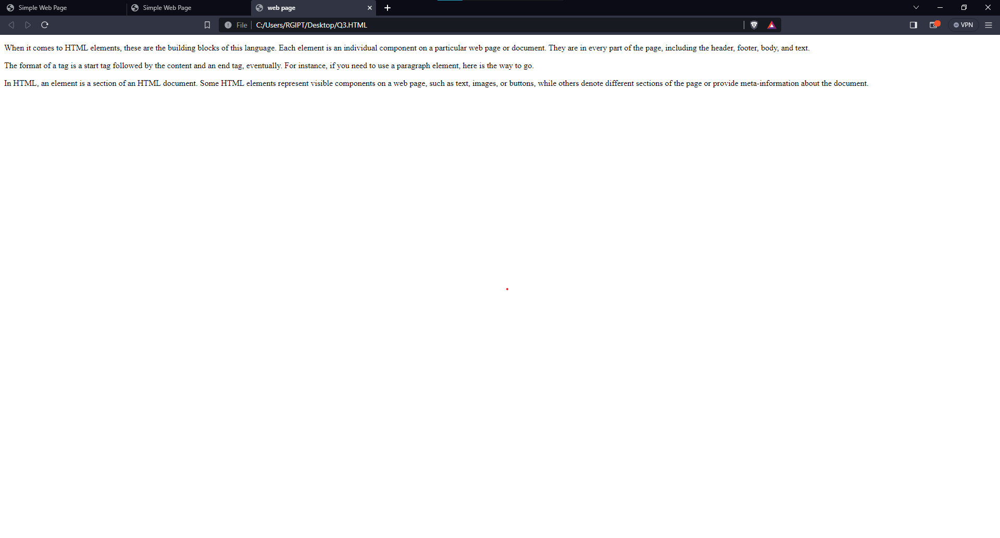 Simple Web Page
Simple Web Page
web page
File
C:/Users/RGIPT/Desktop/Q3.HTML
VPN
When it comes to HTML elements, these are the building blocks of this language. Each element is an individual component on a particular web page or document. They are in every part of the page, including the header, footer, body, and text.
The format of a tag is a start tag followed by the content and an end tag, eventually. For instance, if you need to use a paragraph element, here is the way to go.
In HTML, an element is a section of an HTML document. Some HTML elements represent visible components on a web page, such as text, images, or buttons, while others denote different sections of the page or provide meta-information about the document.